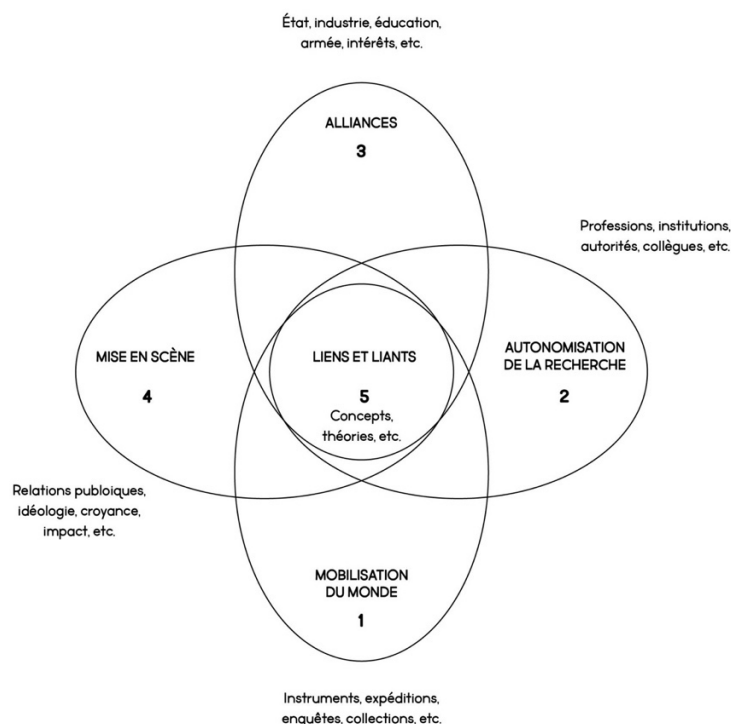 État, industrie, éducation,
armée, intérêts, etc.
ALLIANCES
3
Professions, institutions,
autorités, collègues, etc.
MISE EN SCÈNE
4
LIENS ET LIANTS
5
Concepts,
théories, etc.
AUTONOMISATION
DE LA RECHERCHE
2
Relations publoiques,
idéologie, croyance,
impact, etc.
MOBILISATION
DU MONDE
1
Instruments, expéditions,
enquêtes, collections, etc.